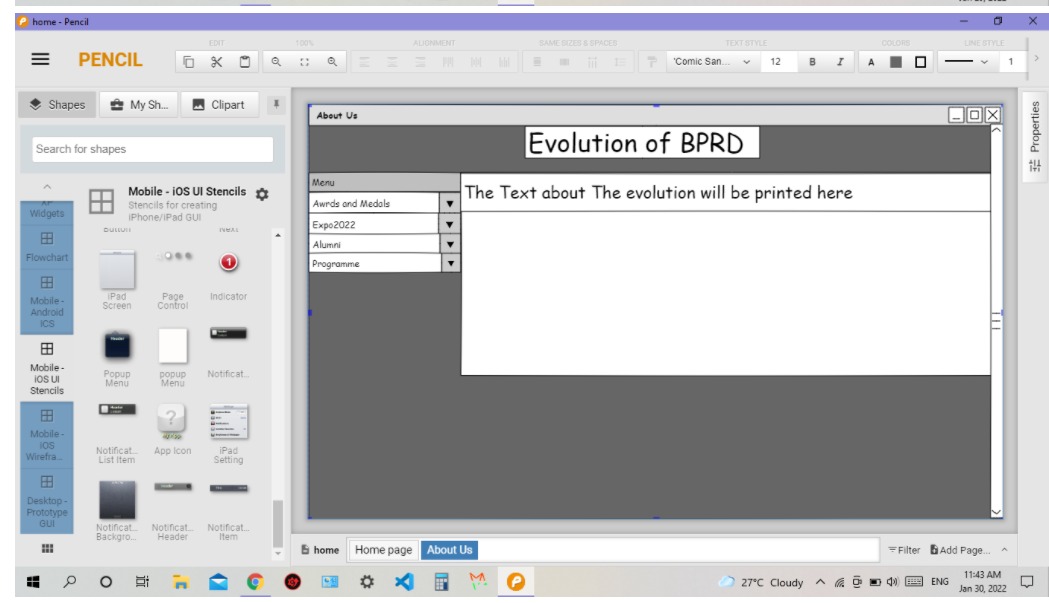 Jan 30, 2022
home - Pencil
PENCIL
EDIT
100%
ALIGNMENT
SAME SIZES & SPACES
TEXT STYLE
COLORS
LINE STYLE
'Comic San... 12 B I A 1
Shapes My Sh... Clipart
Search for shapes
Widgets
Flowchart
Mobile -
Android
ICS
Mobile -
iOS UI
Stencils
Mobile -
iOS
Wirefra...
Desktop -
Prototype
GUI
Mobile - iOS UI Stencils
Stencils for creating
iPhone/iPad GUI
Button Next
iPad
Screen
Page
Control
Indicator
1
Header
Popup
Menu
popup
Menu
Notificat...
Notificat...
List Item
App Icon
iPad
Setting
Notificat...
Backgro...
Notificat...
Header
Notificat...
Item
About Us
Evolution of BPRD
Menu
Awrds and Medals
Expo2022
Alumni
Programme
The Text about The evolution will be printed here
Properties
home Home page About Us
Filter Add Page...
27°C Cloudy ENG 11:43 AM
Jan 30, 2022